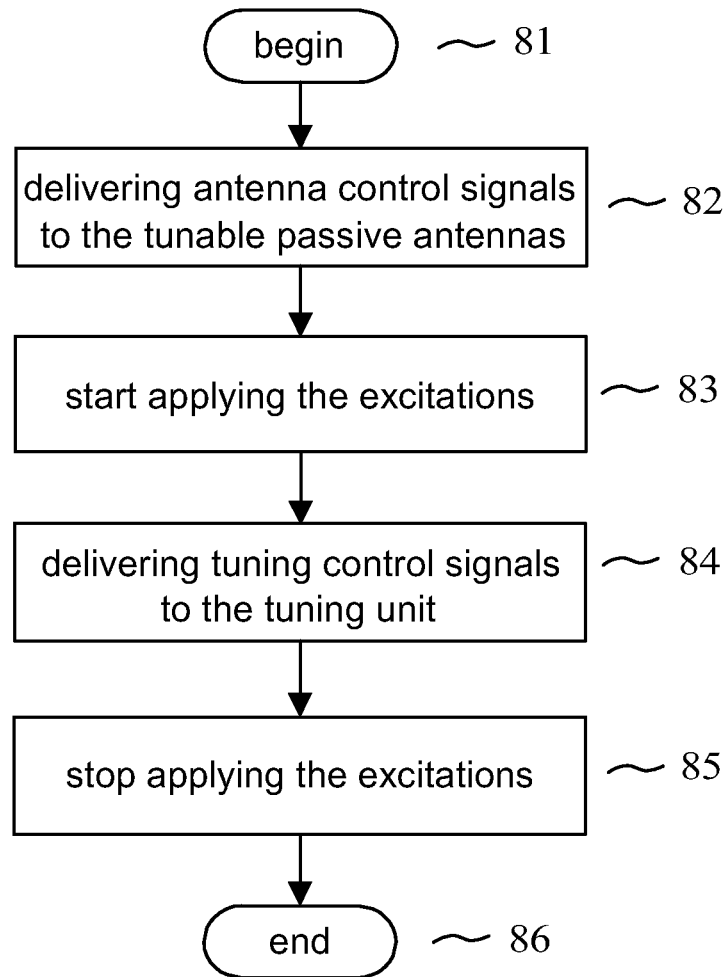 begin 81
delivering antenna control signals
to the tunable passive antennas 82
start applying the excitations 83
delivering tuning control signals
to the tuning unit 84
stop applying the excitations 85
end 86